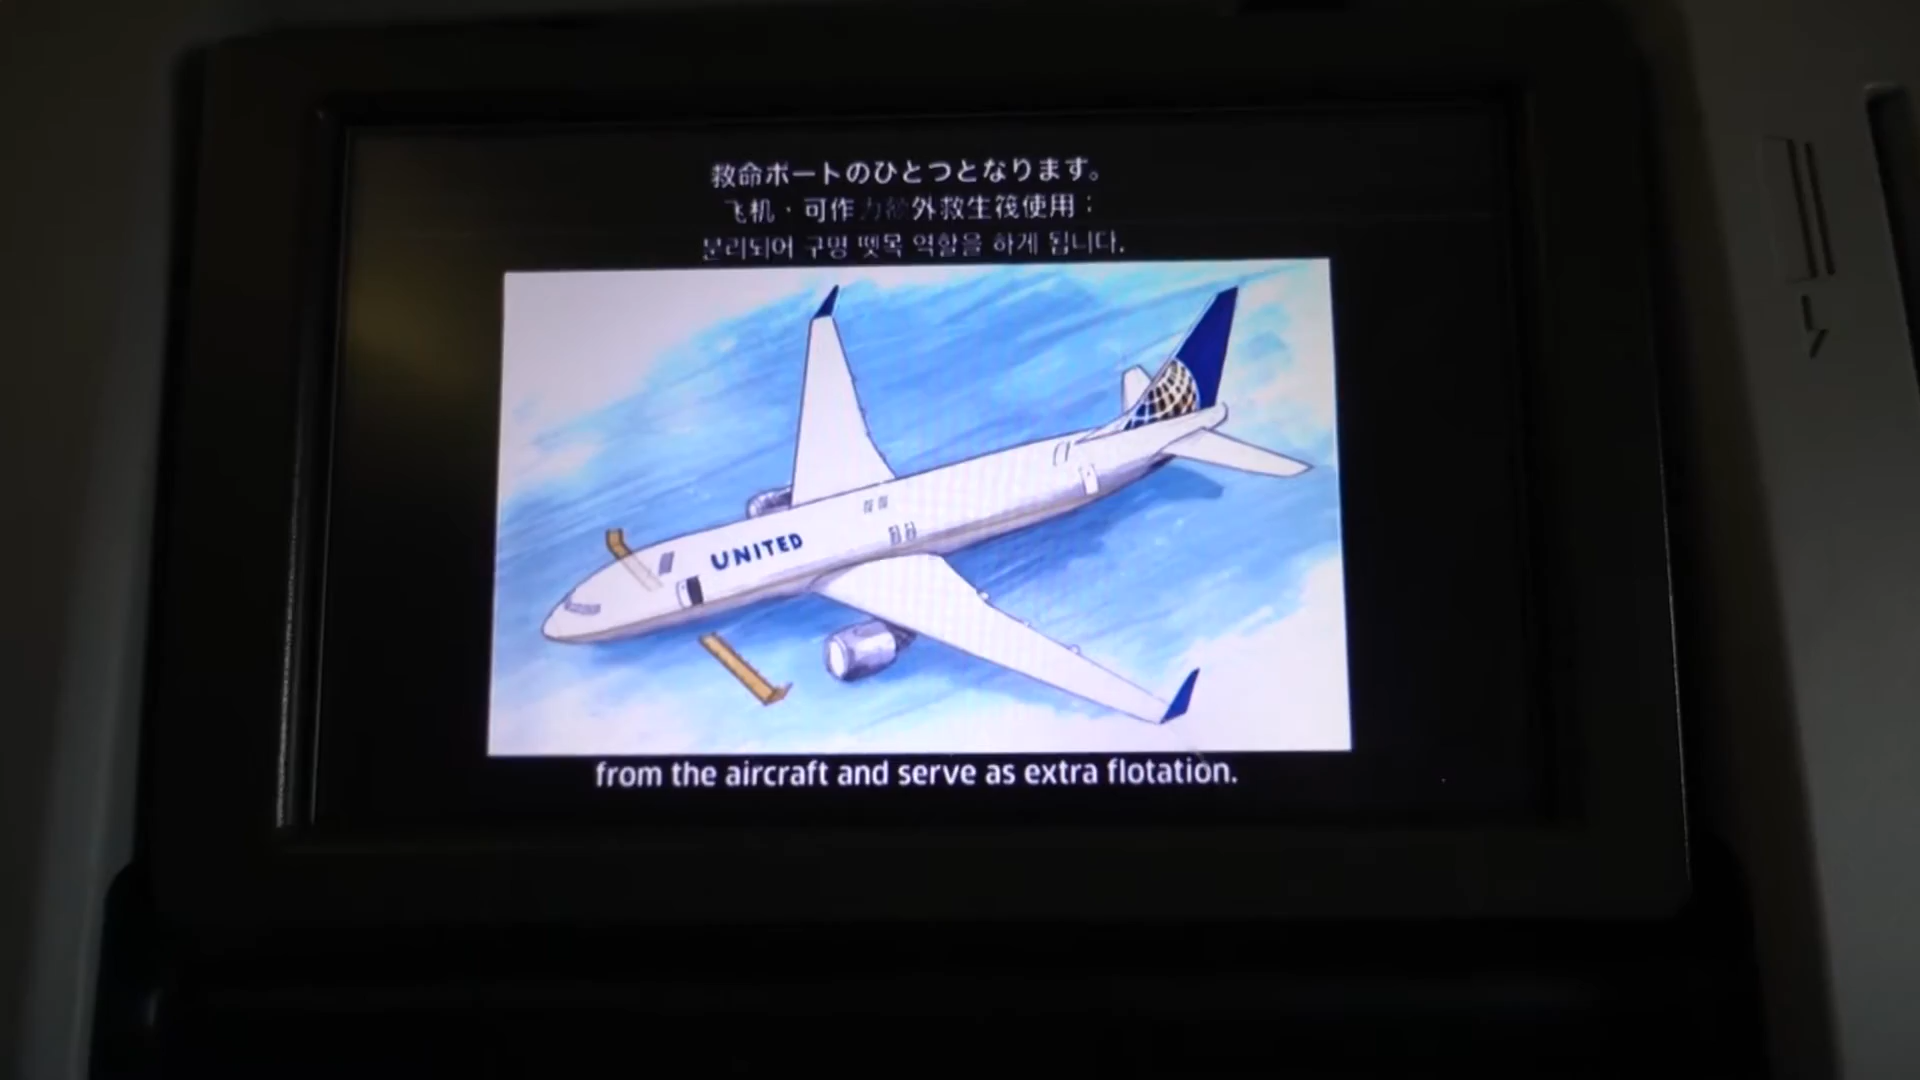 救命ボートのひとつとなります。
飞机・可作 外救生筏使用：
분리되어 구명 뗏목 역할을 하게 됩니다.
UNITED
from the aircraft and serve as extra flotation.